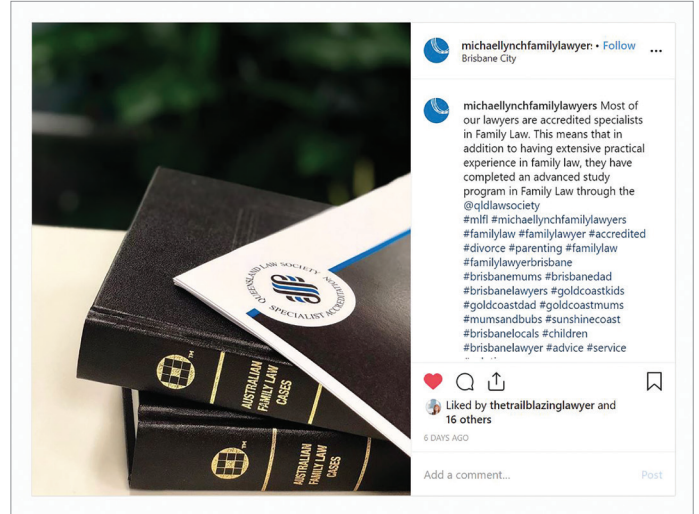 michaellynchfamilylawyer: • Follow
Brisbane City
michaellynchfamilylawyers Most of
our lawyers are accredited specialists
in Family Law. This means that in
addition to having extensive practical
experience in family law, they have
completed an advanced study
program in Family Law through the
@qldlawsociety
#mlfl #michaellynchfamilylawyers
#familylaw #familylawyer #accredited
#divorce #parenting #familylaw
#familylawyerbrisbane
#brisbanemums #brisbanedad
#brisbanelawyers #goldcoastkids
#goldcoastdad #goldcoastmums
#mumsandbubs #sunshinecoast
#brisbanelocals #children
#brisbanelawyer #advice #service
Liked by thetrailblazinglawyer and
16 others
6 DAYS AGO
Add a comment... Post
QUEENSLAND LAW SOCIETY
SPECIALIST ACCREDITATION
TM
AUSTRALIAN
FAMILY LAW
CASES
TM
AUSTRALIAN
FAMILY LAW
CASES